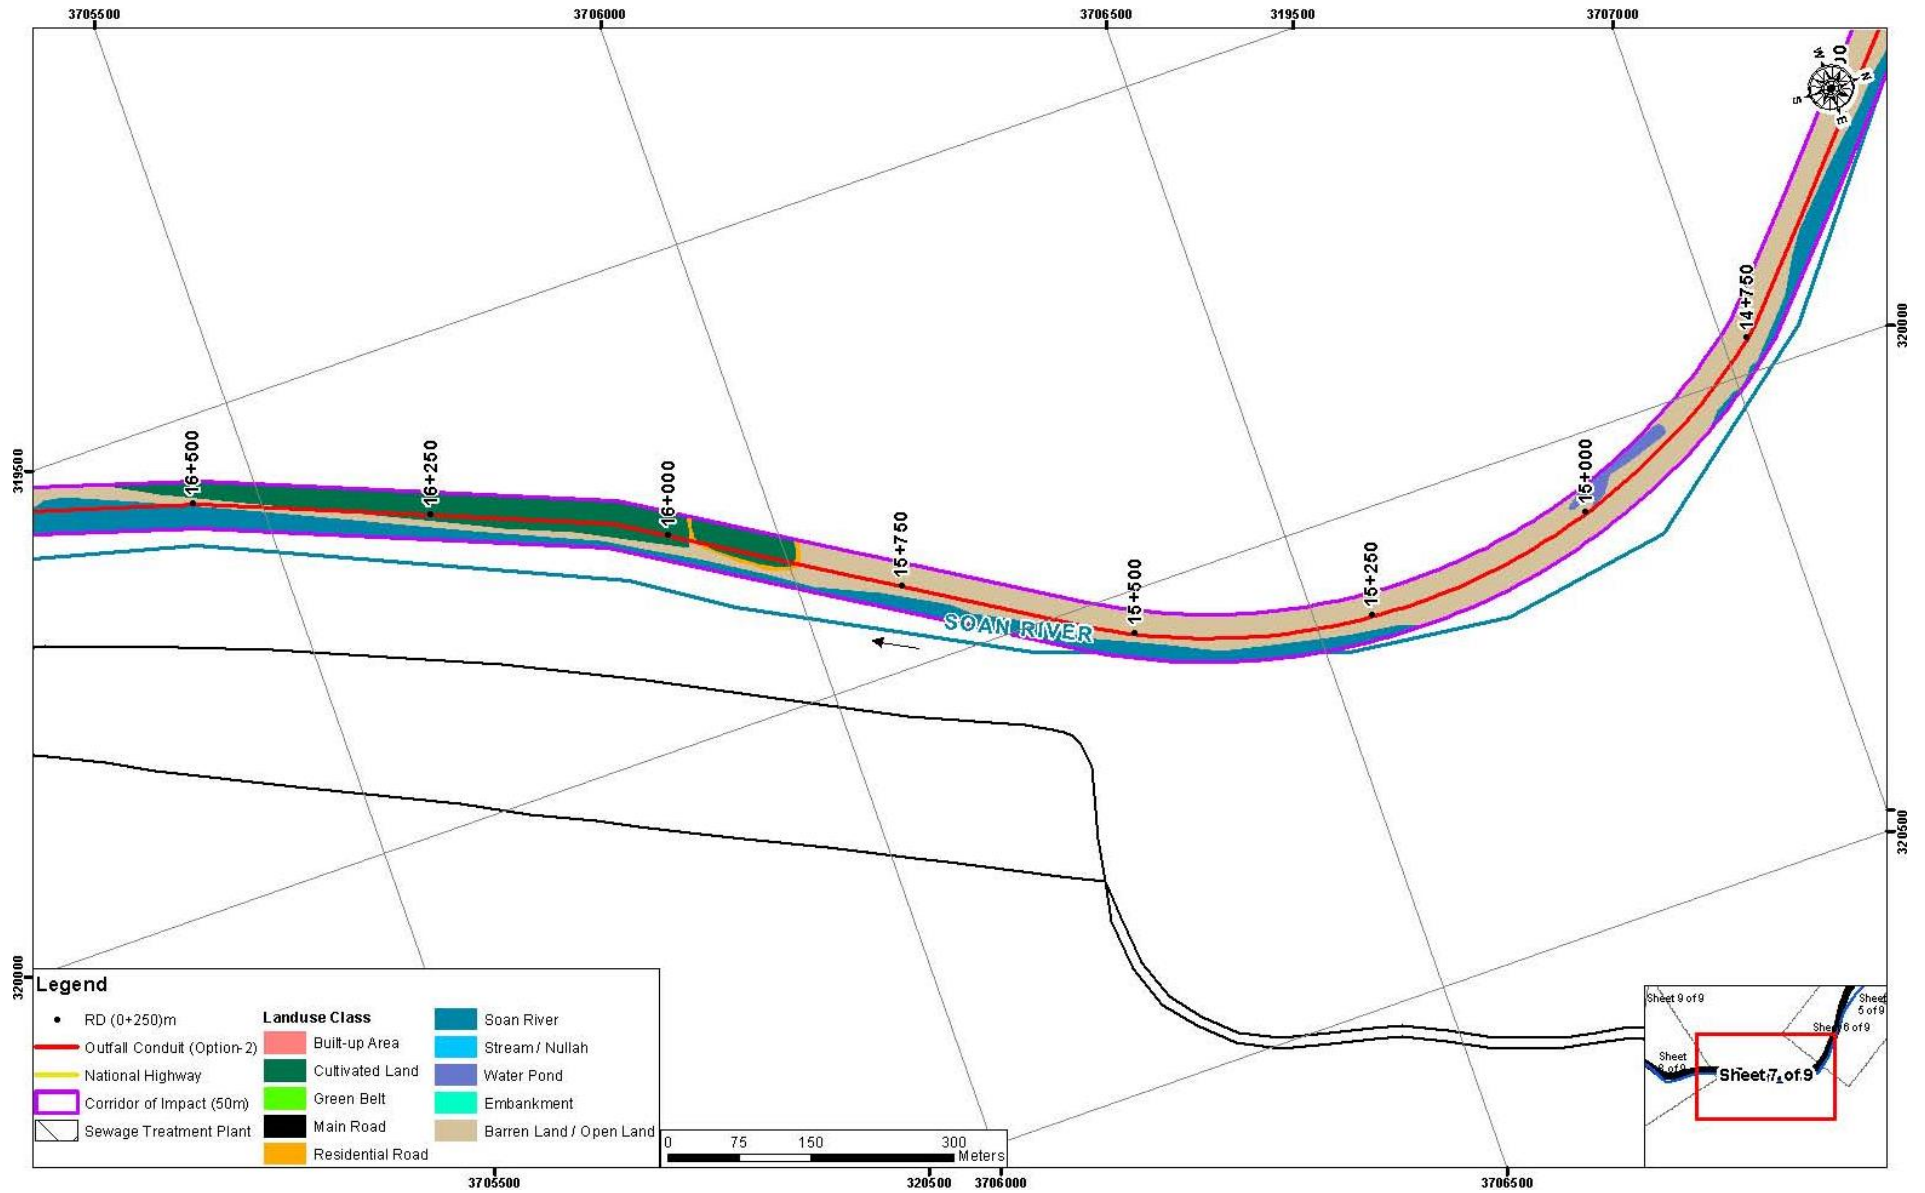 3705500
3706000
3706500
319500
3707000
W
N
S
E
14+750
320000
319500
16+500
16+250
16+000
15+750
15+500
15+250
15+000
SOAN RIVER
320500
320000
Legend
RD (0+250)m
Outfall Conduit (Option-2)
National Highway
Corridor of Impact (50m)
Sewage Treatment Plant
Landuse Class
Built-up Area
Cultivated Land
Green Belt
Main Road
Residential Road
Soan River
Stream / Nullah
Water Pond
Embankment
Barren Land / Open Land
0 75 150 300
Meters
Sheet 9 of 9
Sheet
5 of 9
Sheet 6 of 9
Sheet
8 of 9
Sheet 7 of 9
3705500
320500
3706000
3706500